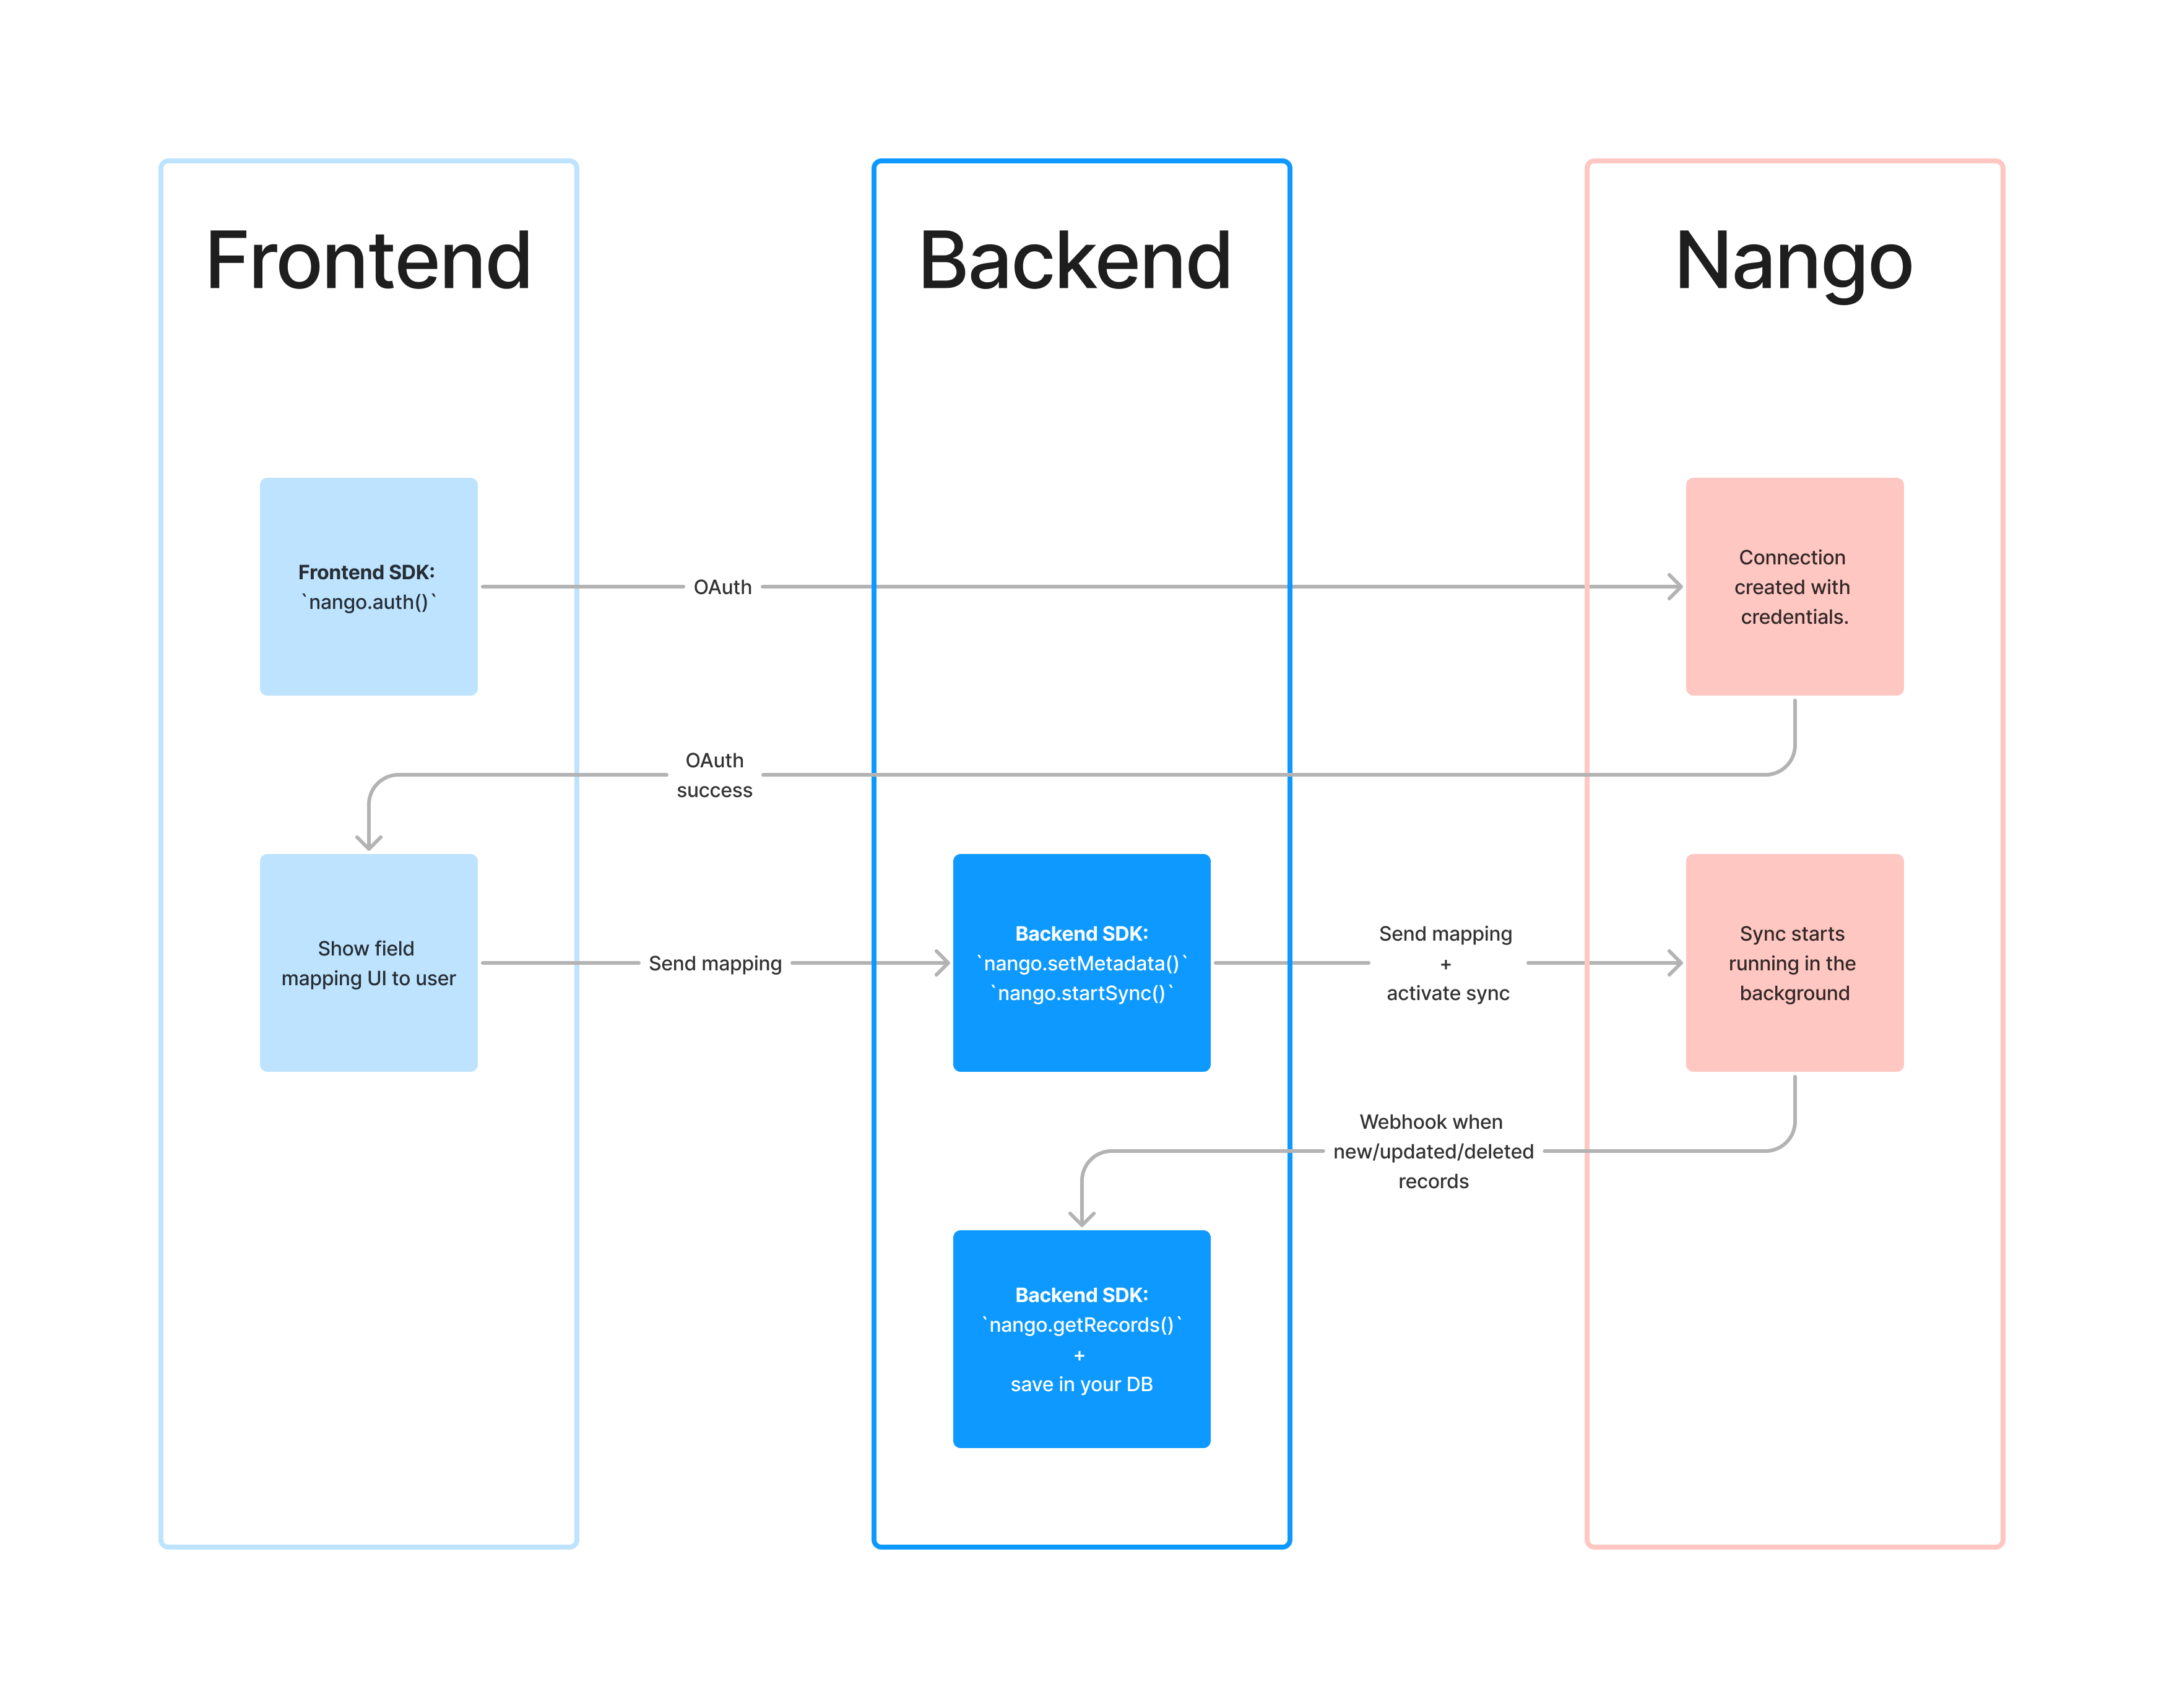 Frontend
Backend
Nango
Frontend SDK:
`nango.auth()`
OAuth
Connection
created with
credentials.
OAuth
success
Show field
mapping UI to user
Send mapping
Backend SDK:
`nango.setMetadata()`
`nango.startSync()`
Send mapping
+
activate sync
Sync starts
running in the
background
Webhook when
new/updated/deleted
records
Backend SDK:
`nango.getRecords()`
+
save in your DB